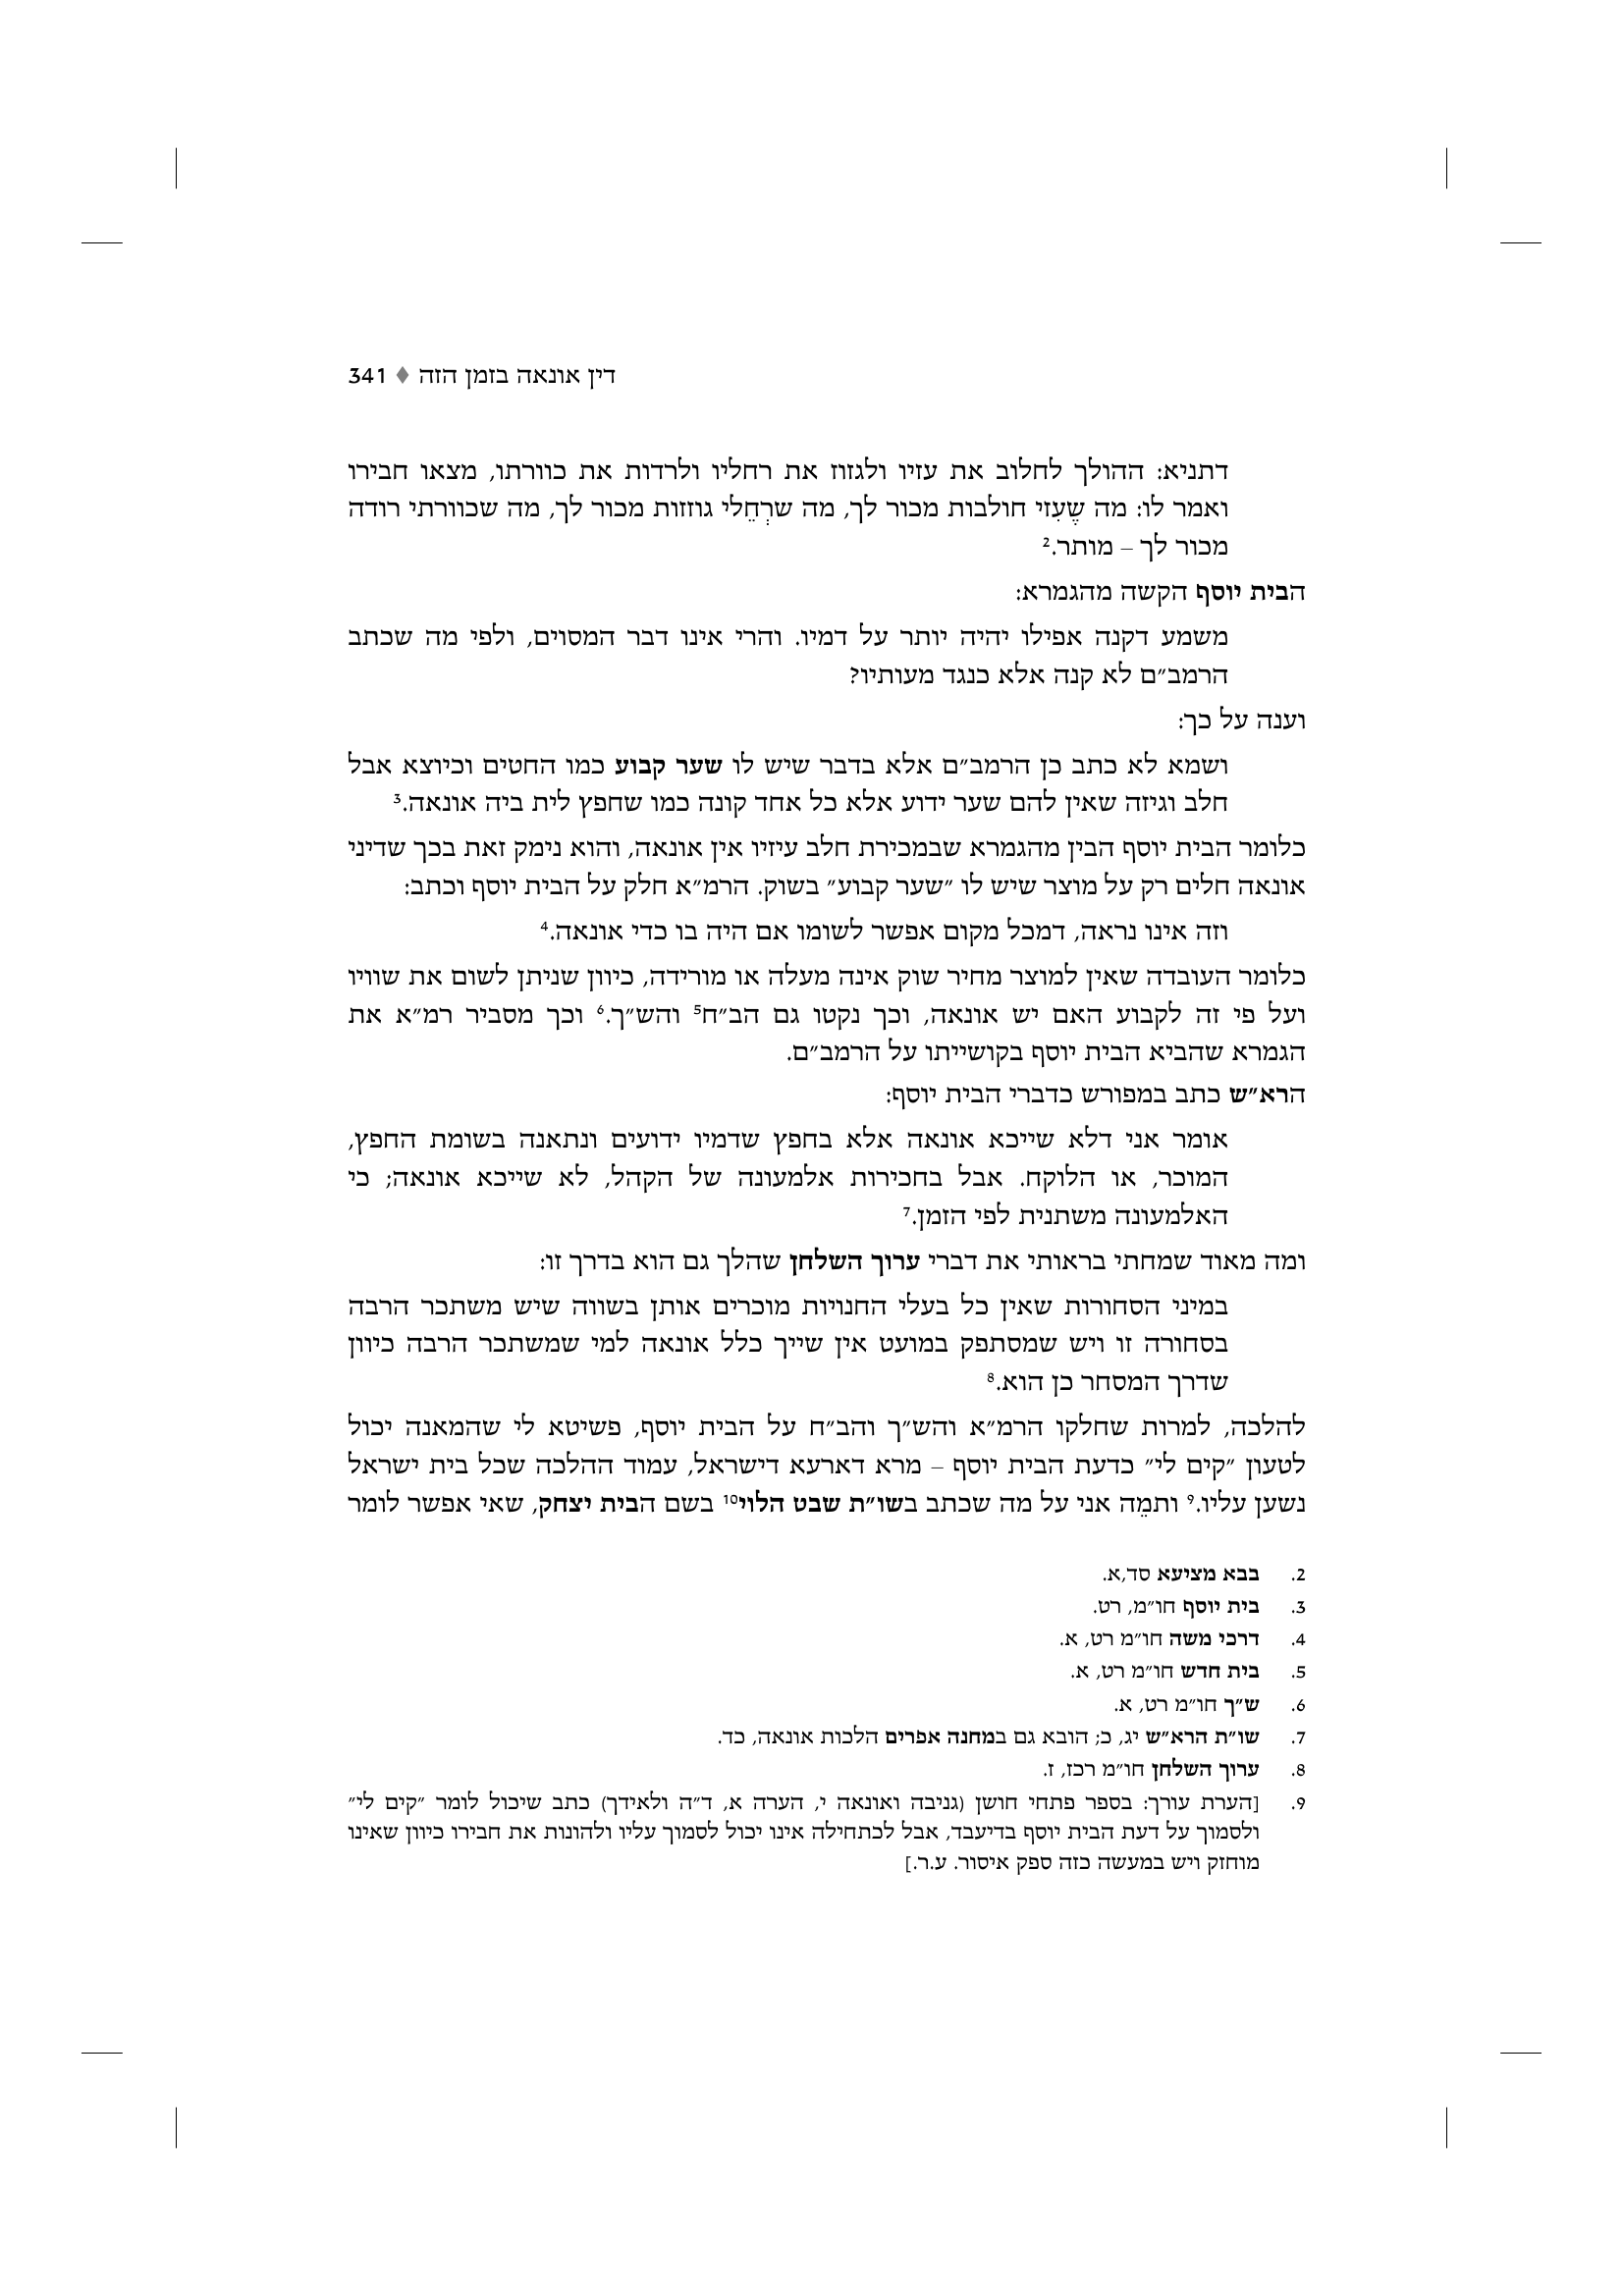 דין אונאה בזמן הזה ♦ 341
דתניא: ההולך לחלוב את עזיו ולגזוז את רחליו ולרדות את כוורתו, מצאו חבירו
ואמר לו: מה שֶעִזי חולבות מכור לך, מה שרְחֵלי גוזזות מכור לך, מה שכוורתי רודה
מכור לך – מותר.²
הבית יוסף הקשה מהגמרא:
משמע דקנה אפילו יהיה יותר על דמיו. והרי אינו דבר המסוים, ולפי מה שכתב
הרמב״ם לא קנה אלא כנגד מעותיו?
וענה על כך:
ושמא לא כתב כן הרמב״ם אלא בדבר שיש לו שער קבוע כמו החטים וכיוצא אבל
חלב וגיזה שאין להם שער ידוע אלא כל אחד קונה כמו שחפץ לית ביה אונאה.³
כלומר הבית יוסף הבין מהגמרא שבמכירת חלב עיזיו אין אונאה, והוא נימק זאת בכך שדיני
אונאה חלים רק על מוצר שיש לו ״שער קבוע״ בשוק. הרמ״א חלק על הבית יוסף וכתב:
וזה אינו נראה, דמכל מקום אפשר לשומו אם היה בו כדי אונאה.⁴
כלומר העובדה שאין למוצר מחיר שוק אינה מעלה או מורידה, כיוון שניתן לשום את שוויו
ועל פי זה לקבוע האם יש אונאה, וכך נקטו גם הב״ח⁵ והש״ך.⁶ וכך מסביר רמ״א את
הגמרא שהביא הבית יוסף בקושייתו על הרמב״ם.
הרא״ש כתב במפורש כדברי הבית יוסף:
אומר אני דלא שייכא אונאה אלא בחפץ שדמיו ידועים ונתאנה בשומת החפץ,
המוכר, או הלוקח. אבל בחכירות אלמעונה של הקהל, לא שייכא אונאה; כי
האלמעונה משתנית לפי הזמן.⁷
ומה מאוד שמחתי בראותי את דברי ערוך השלחן שהלך גם הוא בדרך זו:
במיני הסחורות שאין כל בעלי החנויות מוכרים אותן בשווה שיש משתכר הרבה
בסחורה זו ויש שמסתפק במועט אין שייך כלל אונאה למי שמשתכר הרבה כיוון
שדרך המסחר כן הוא.⁸
להלכה, למרות שחלקו הרמ״א והש״ך והב״ח על הבית יוסף, פשיטא לי שהמאנה יכול
לטעון ״קים לי״ כדעת הבית יוסף – מרא דארעא דישראל, עמוד ההלכה שכל בית ישראל
נשען עליו.⁹ ותמֵה אני על מה שכתב בשו״ת שבט הלוי¹⁰ בשם הבית יצחק, שאי אפשר לומר
2. בבא מציעא סד,א.
3. בית יוסף חו״מ, רט.
4. דרכי משה חו״מ רט, א.
5. בית חדש חו״מ רט, א.
6. ש״ך חו״מ רט, א.
7. שו״ת הרא״ש יג, כ; הובא גם במחנה אפרים הלכות אונאה, כד.
8. ערוך השלחן חו״מ רכז, ז.
9. [הערת עורך: בספר פתחי חושן (גניבה ואונאה י, הערה א, ד״ה ולאידך) כתב שיכול לומר ״קים לי״
ולסמוך על דעת הבית יוסף בדיעבד, אבל לכתחילה אינו יכול לסמוך עליו ולהונות את חבירו כיוון שאינו
מוחזק ויש במעשה כזה ספק איסור. ע.ר.]